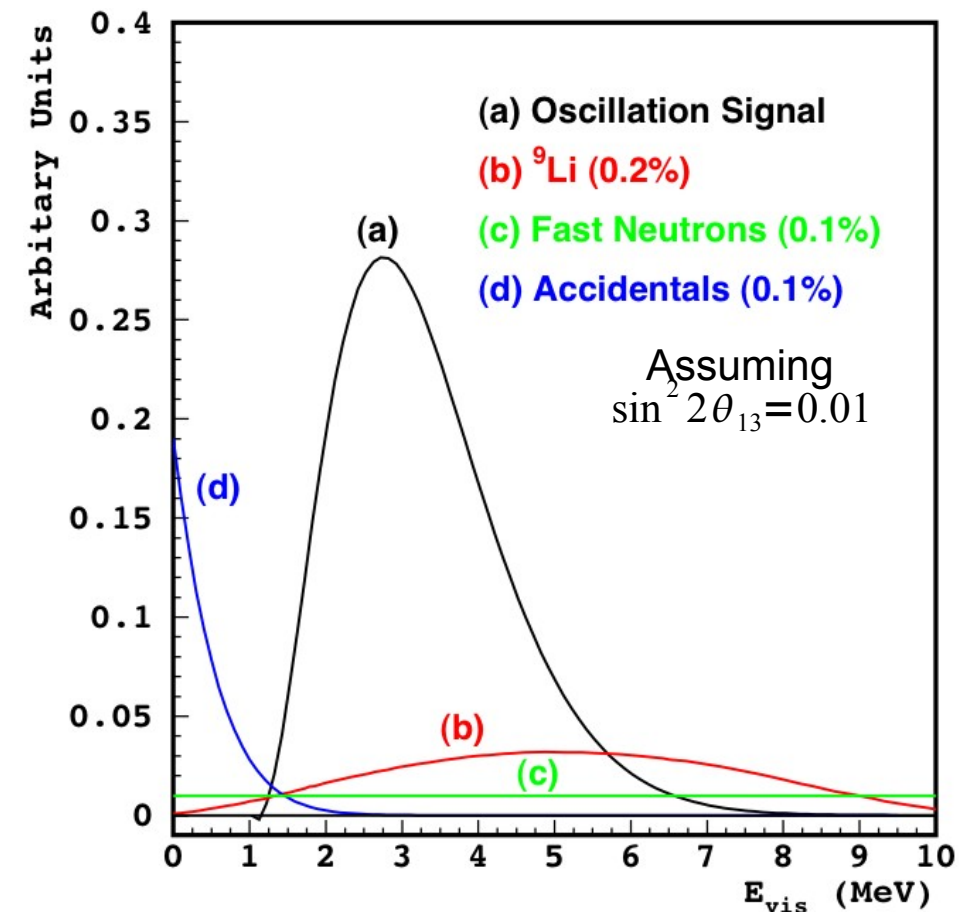 Arbitary Units
0.4
0.35
0.3
0.25
0.2
0.15
0.1
0.05
0
(a) Oscillation Signal
(b) ⁹Li (0.2%)
(c) Fast Neutrons (0.1%)
(d) Accidentals (0.1%)
Assuming
sin² 2θ₁₃=0.01
(a)
(d)
(b)
(c)
0 1 2 3 4 5 6 7 8 9 10
E_vis (MeV)